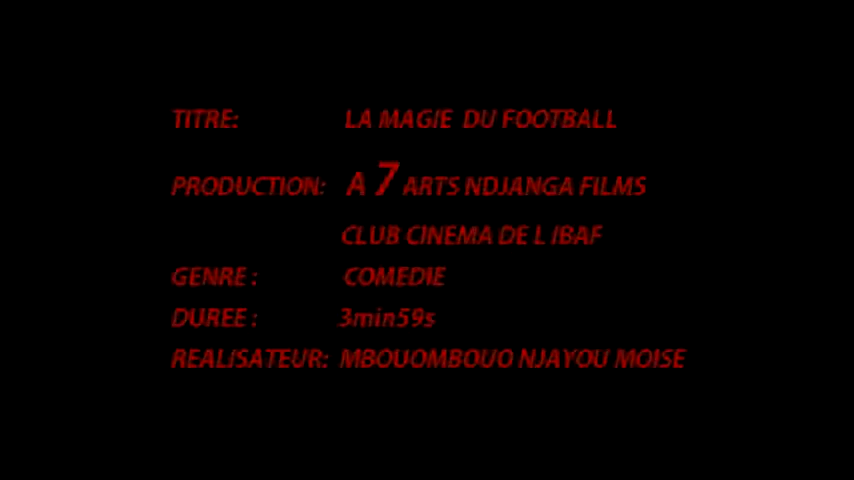 TITRE: LA MAGIE DU FOOTBALL
PRODUCTION: A 7 ARTS NDJANGA FILMS
CLUB CINEMA DE L IBAF
GENRE : COMEDIE
DUREE : 3min59s
REALISATEUR: MBOUOMBOUO NJAYOU MOISE